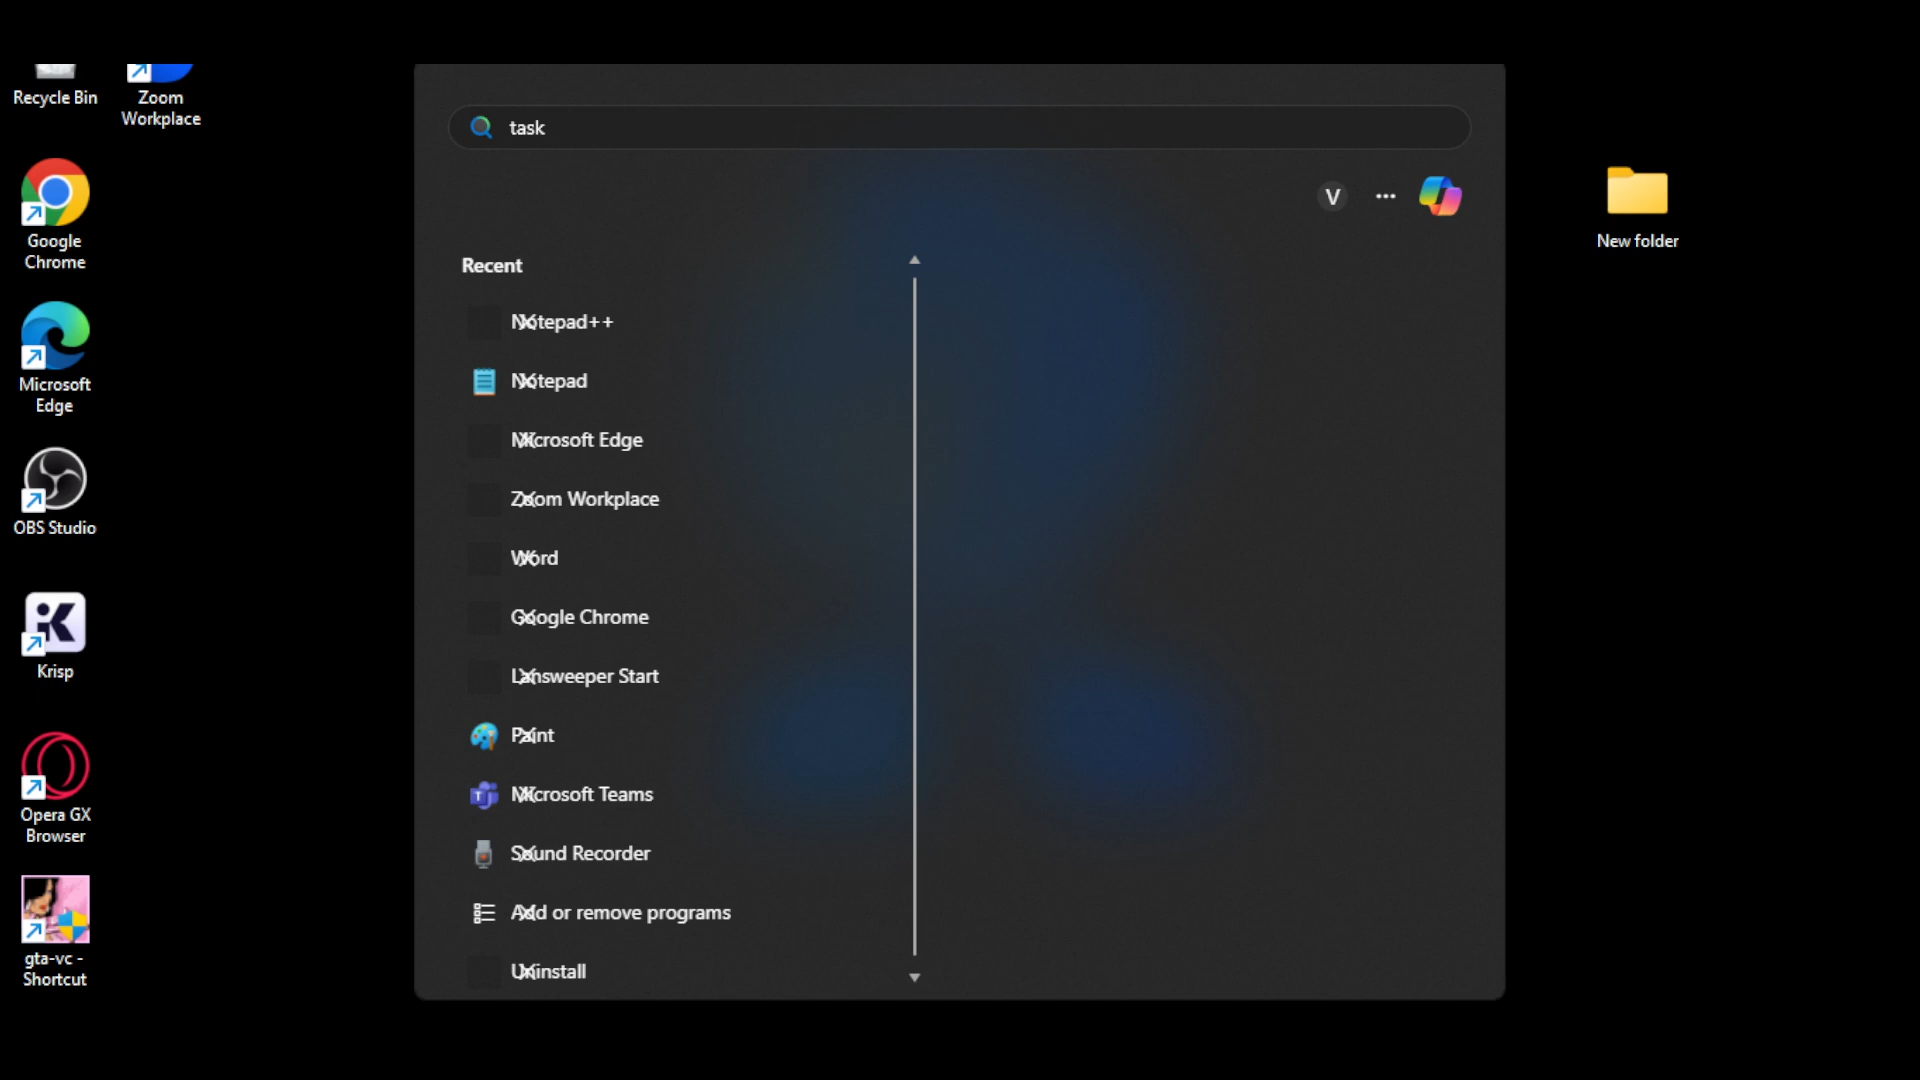 Recycle Bin
Zoom
Workplace
Google
Chrome
Microsoft
Edge
OBS Studio
Krisp
Opera GX
Browser
gta-vc -
Shortcut
task
V
Recent
Notepad++
Notepad
Microsoft Edge
Zoom Workplace
Word
Google Chrome
Lansweeper Start
Paint
Microsoft Teams
Sound Recorder
Add or remove programs
Uninstall
New folder